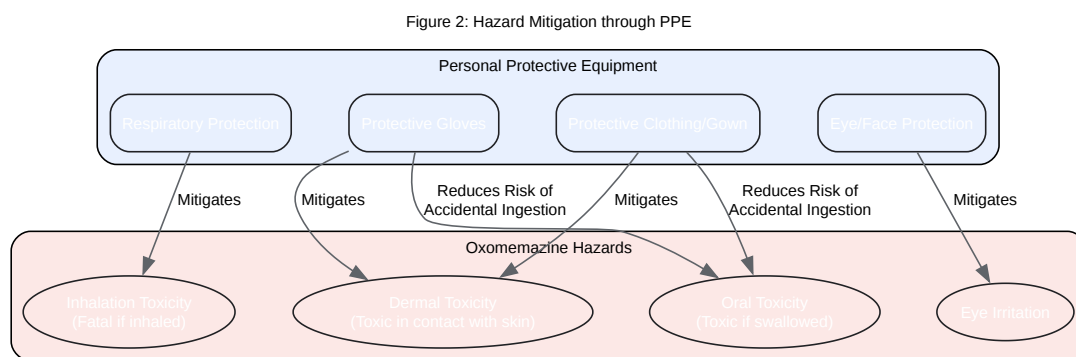 Figure 2: Hazard Mitigation through PPE
Personal Protective Equipment
Respiratory Protection
Protective Gloves
Protective Clothing/Gown
Eye/Face Protection
Mitigates
Mitigates
Reduces Risk of
Accidental Ingestion
Mitigates
Reduces Risk of
Accidental Ingestion
Mitigates
Oxomemazine Hazards
Inhalation Toxicity
(Fatal if inhaled)
Dermal Toxicity
(Toxic in contact with skin)
Oral Toxicity
(Toxic if swallowed)
Eye Irritation